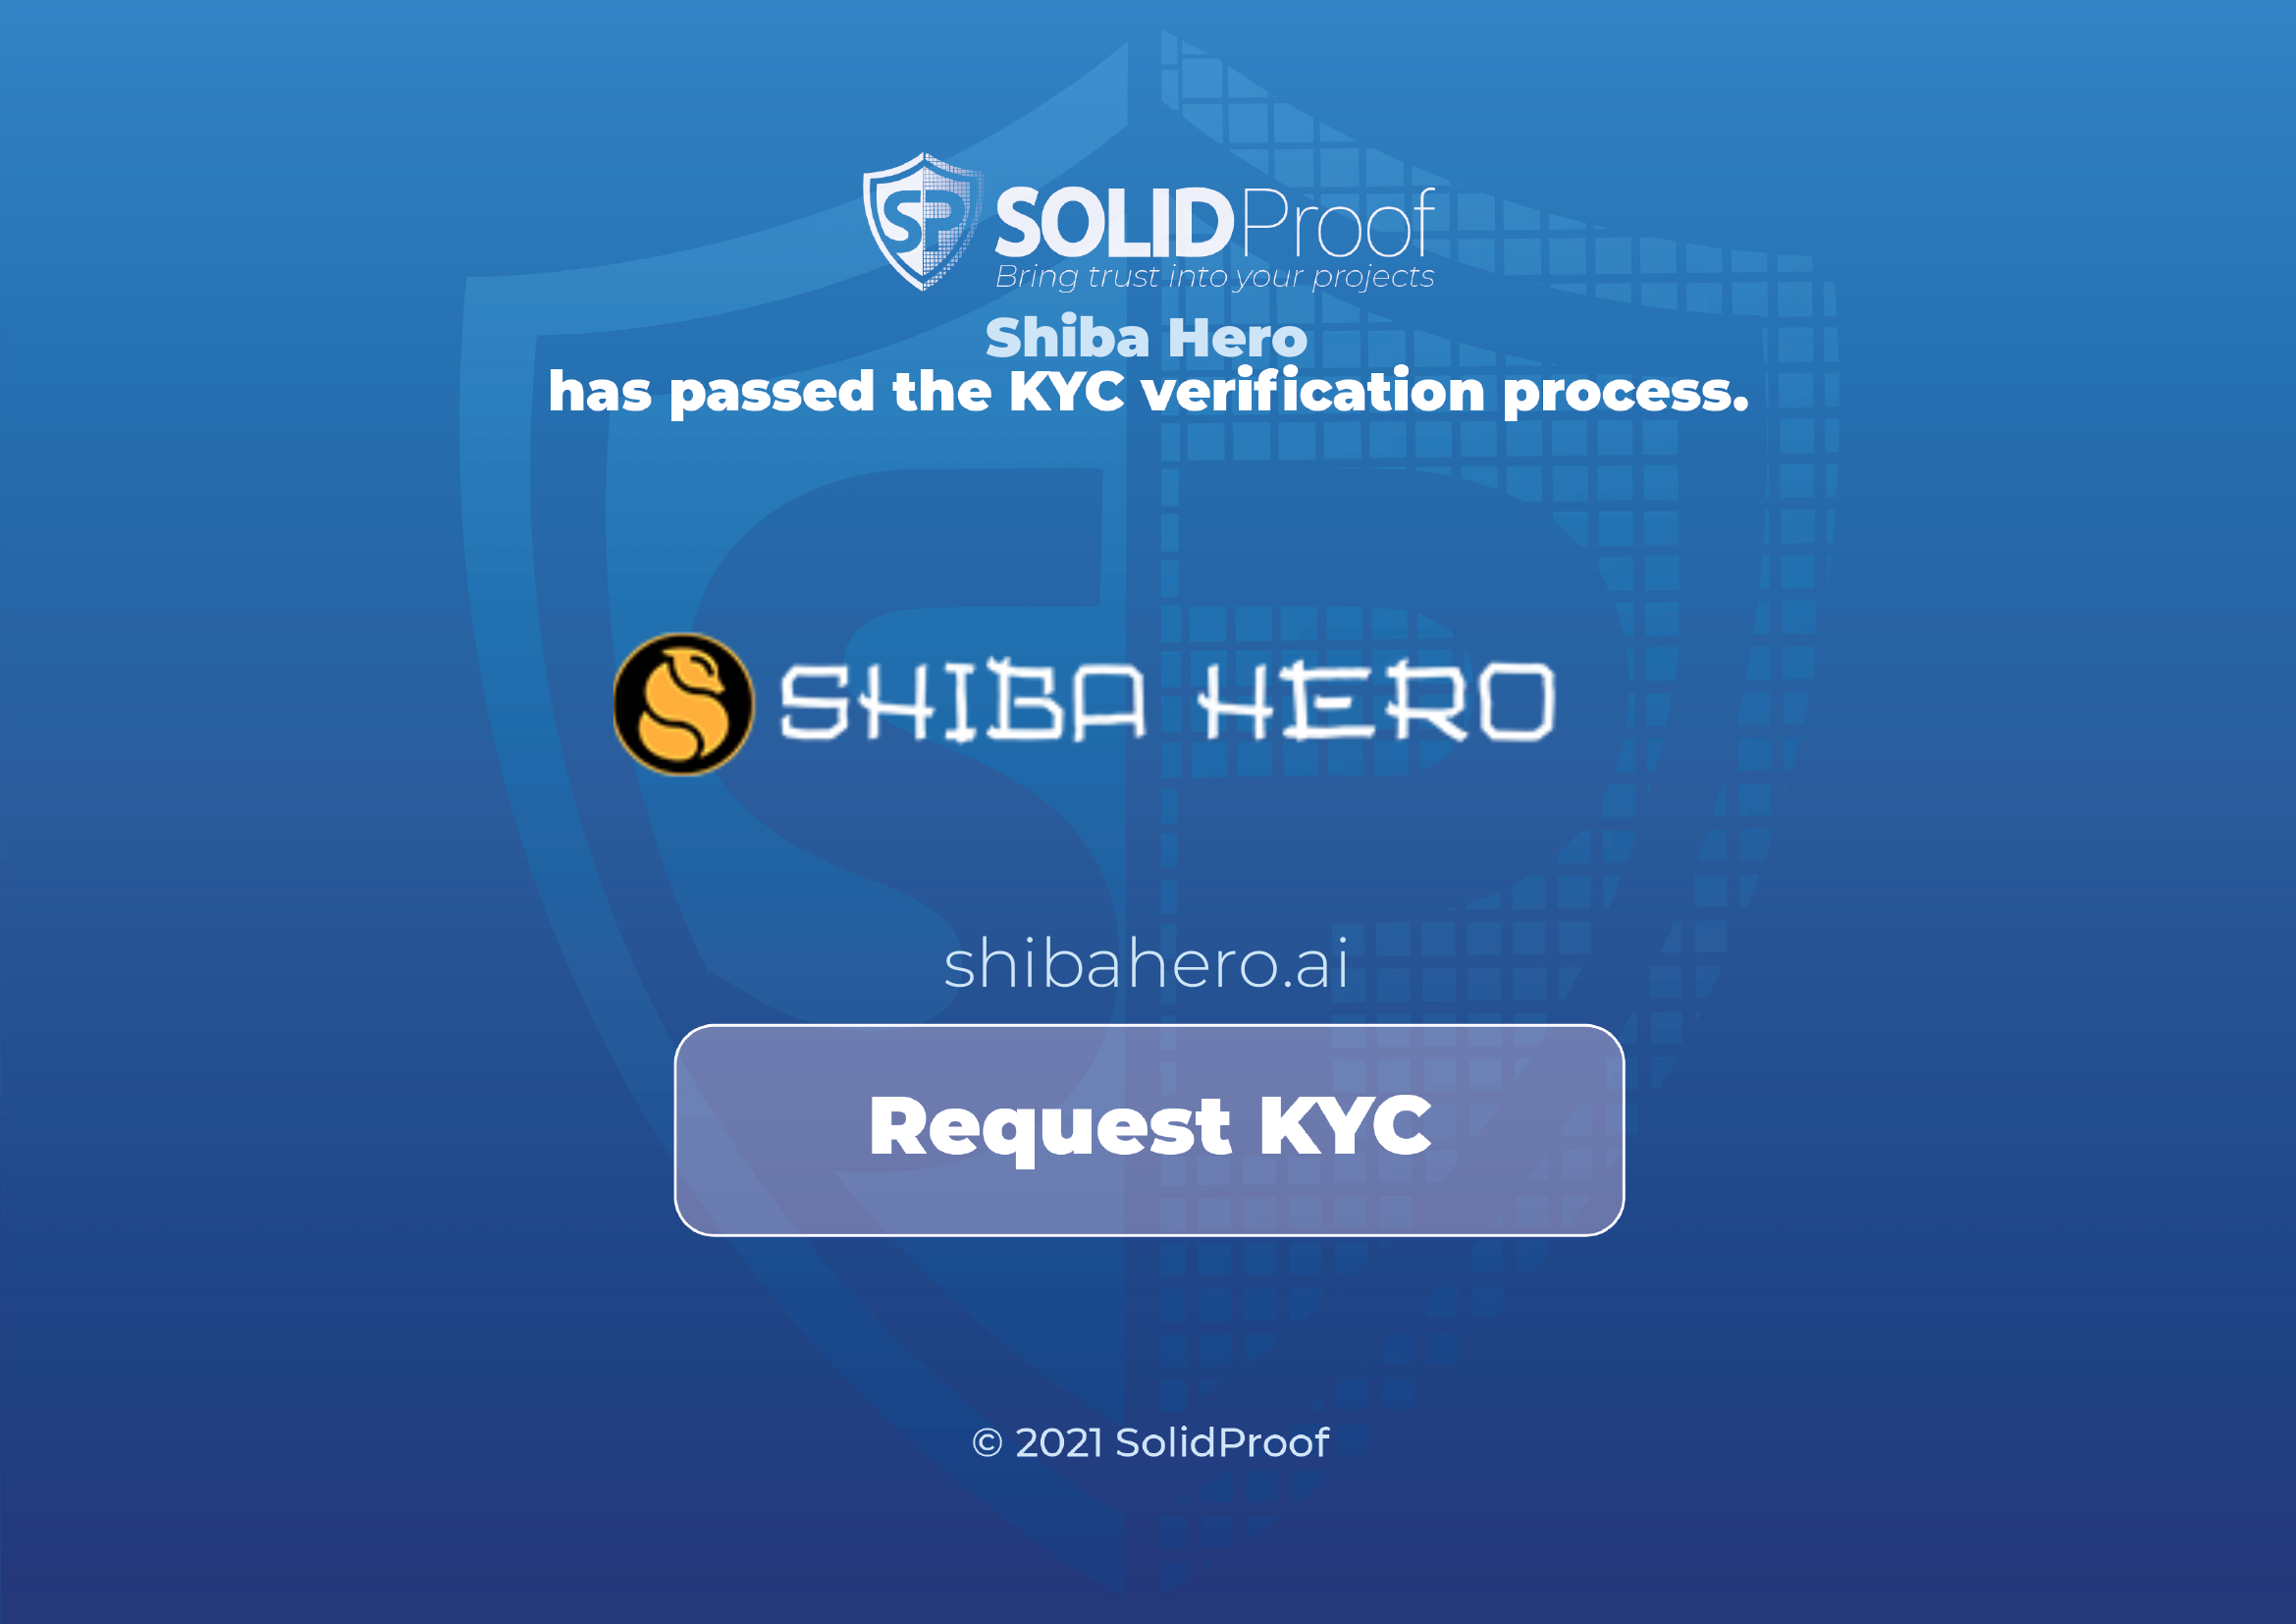 SP SOLIDProof
Bring trust into your projects
Shiba Hero
has passed the KYC verification process.
SHIBA HERO
shibahero.ai
Request KYC
© 2021 SolidProof